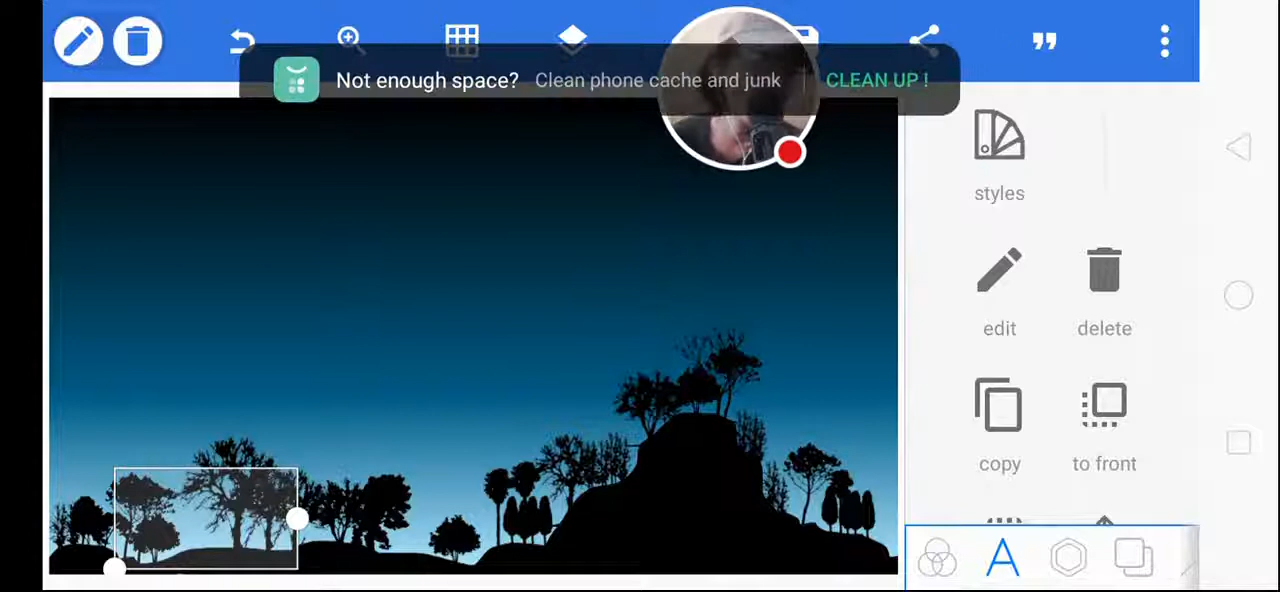 Not enough space? Clean phone cache and junk CLEAN UP !
styles
edit delete
copy to front
A